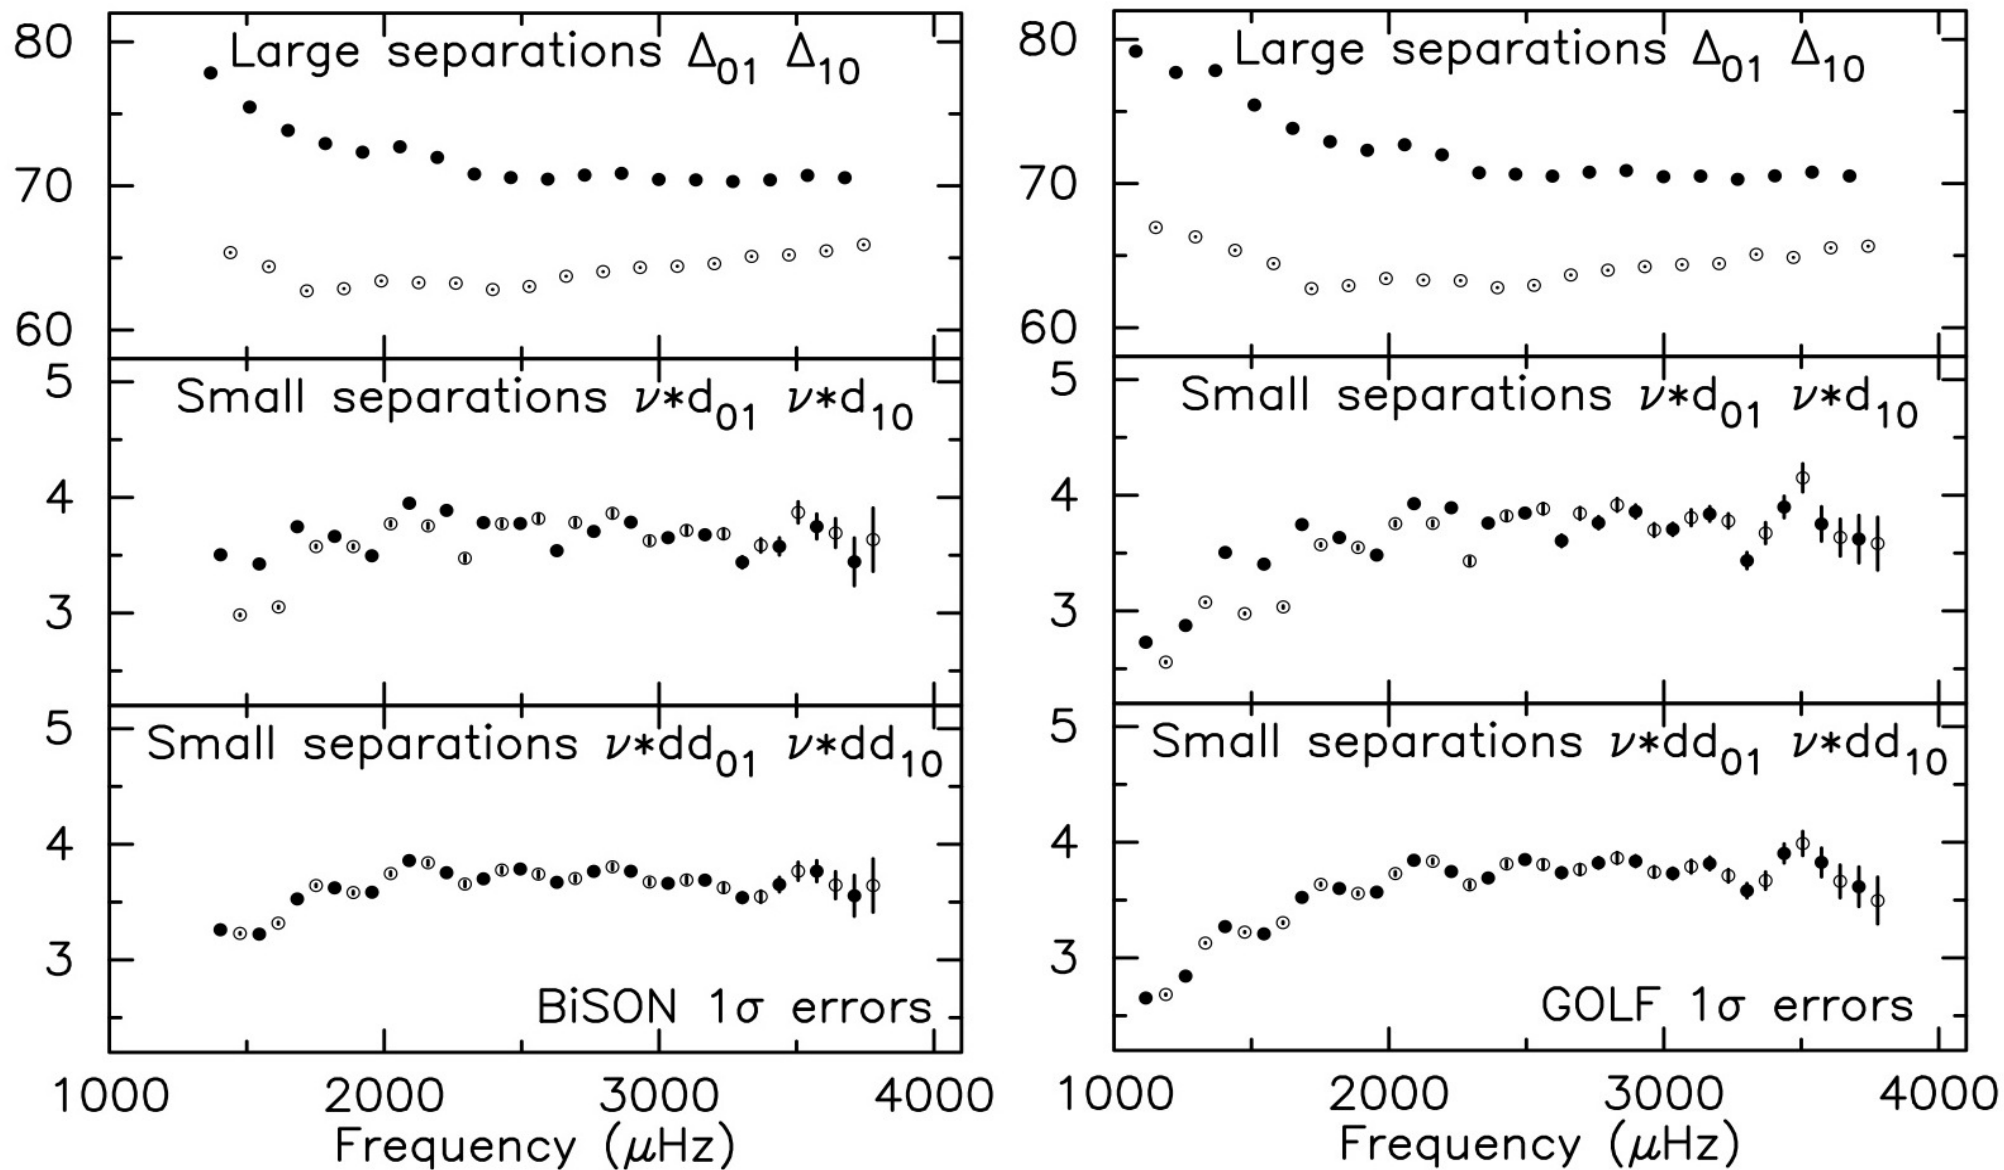 80
Large separations Δ01 Δ10
70
60
5
Small separations ν*d01 ν*d10
4
3
5
Small separations ν*dd01 ν*dd10
4
3
BiSON 1σ errors
1000 2000 3000 4000
Frequency (μHz)
80
Large separations Δ01 Δ10
70
60
5
Small separations ν*d01 ν*d10
4
3
5
Small separations ν*dd01 ν*dd10
4
3
GOLF 1σ errors
1000 2000 3000 4000
Frequency (μHz)